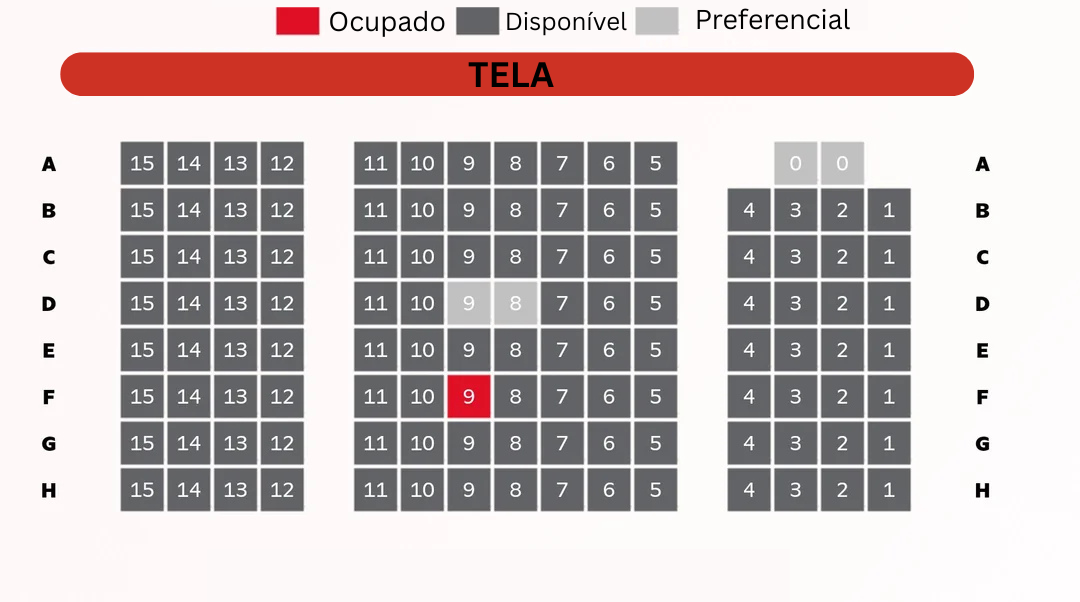 Ocupado Disponível Preferencial
TELA
A 15 14 13 12 11 10 9 8 7 6 5 0 0 A
B 15 14 13 12 11 10 9 8 7 6 5 4 3 2 1 B
C 15 14 13 12 11 10 9 8 7 6 5 4 3 2 1 C
D 15 14 13 12 11 10 9 8 7 6 5 4 3 2 1 D
E 15 14 13 12 11 10 9 8 7 6 5 4 3 2 1 E
F 15 14 13 12 11 10 9 8 7 6 5 4 3 2 1 F
G 15 14 13 12 11 10 9 8 7 6 5 4 3 2 1 G
H 15 14 13 12 11 10 9 8 7 6 5 4 3 2 1 H